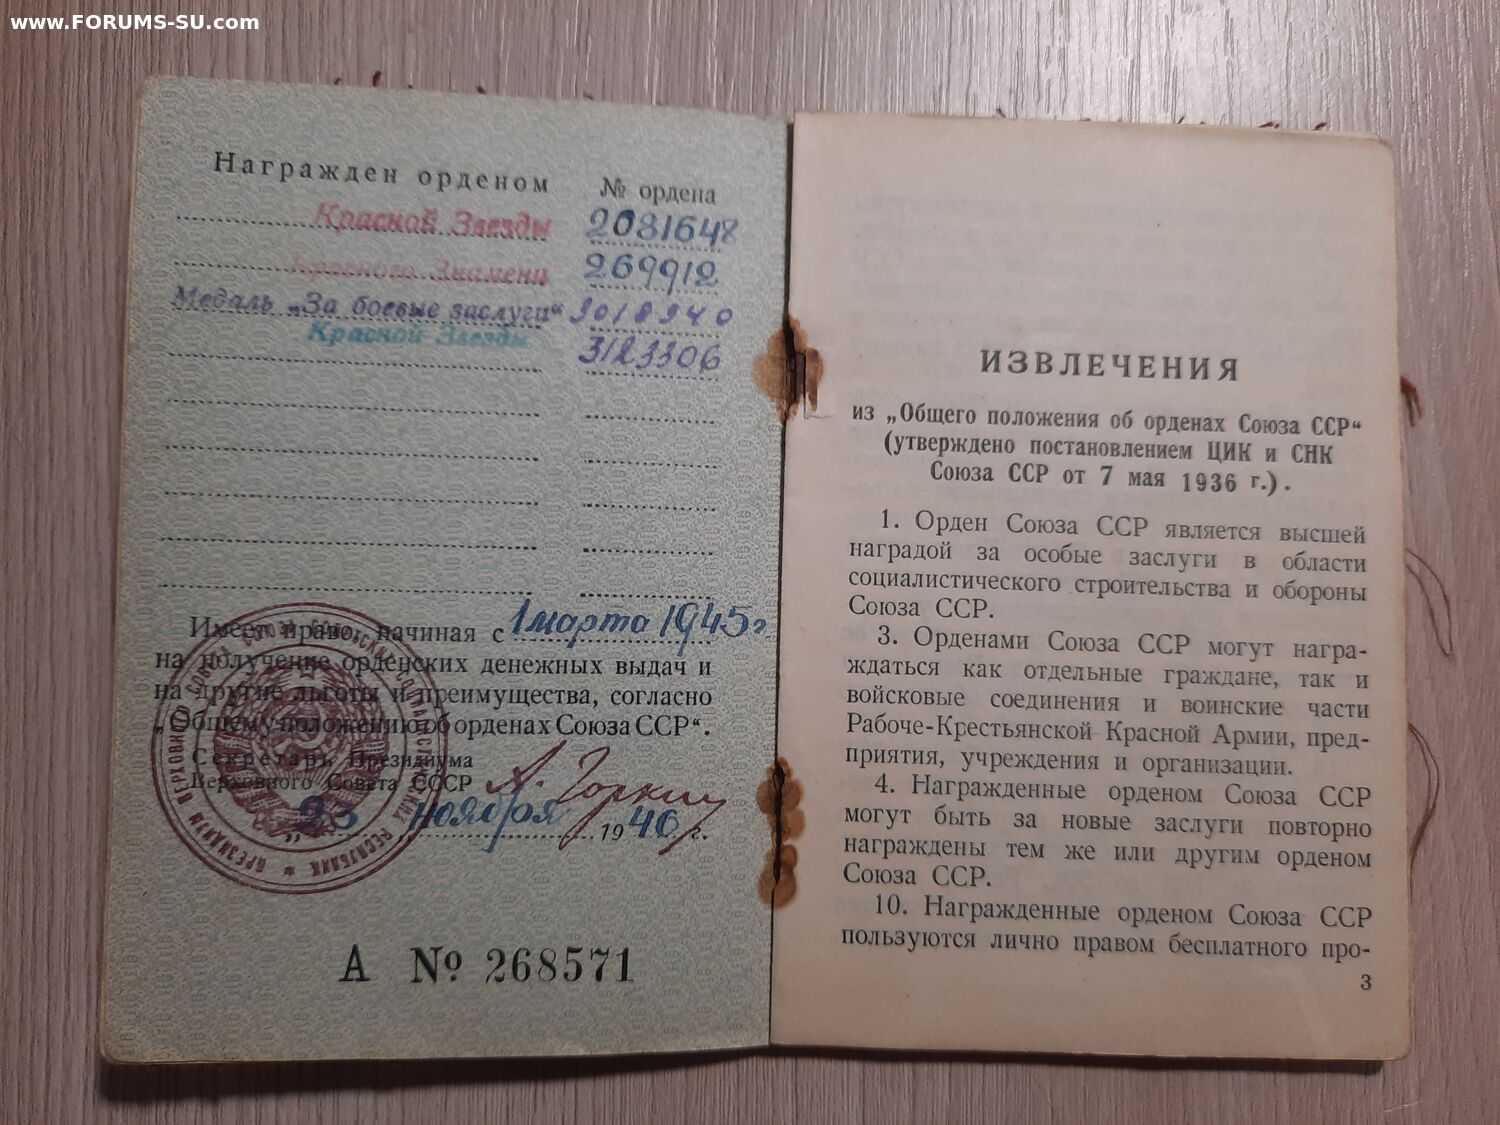 www.FORUMS-SU.com
Награжден орденом № ордена
Красной Звезды 2081648
Красного Знамени 269912
Медаль „За боевые заслуги“ 3018940
Красной Звезды 3123306
Имеет право, начиная с 1 марта 1945 г
на получение орденских денежных выдач и
на другие льготы и преимущества, согласно
„Общему положению об орденах Союза ССР“.
Секретарь Президиума
Верховного Совета СССР А. Горкин
„23 ноября 1946 г.
А № 268571
ИЗВЛЕЧЕНИЯ
из „Общего положения об орденах Союза ССР“
(утверждено постановлением ЦИК и СНК
Союза ССР от 7 мая 1936 г.).
1. Орден Союза ССР является высшей
наградой за особые заслуги в области
социалистического строительства и обороны
Союза ССР.
3. Орденами Союза ССР могут награ-
ждаться как отдельные граждане, так и
войсковые соединения и воинские части
Рабоче-Крестьянской Красной Армии, пред-
приятия, учреждения и организации.
4. Награжденные орденом Союза ССР
могут быть за новые заслуги повторно
награждены тем же или другим орденом
Союза ССР.
10. Награжденные орденом Союза ССР
пользуются лично правом бесплатного про-
3